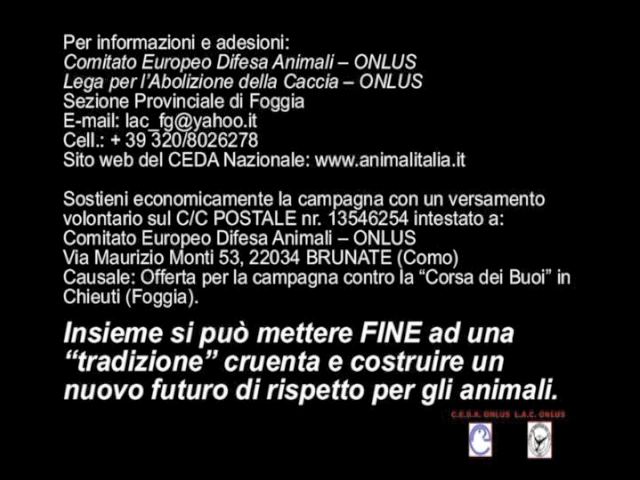 Per informazioni e adesioni:
Comitato Europeo Difesa Animali – ONLUS
Lega per l'Abolizione della Caccia – ONLUS
Sezione Provinciale di Foggia
E-mail: lac_fg@yahoo.it
Cell.: + 39 320/8026278
Sito web del CEDA Nazionale: www.animalitalia.it
Sostieni economicamente la campagna con un versamento
volontario sul C/C POSTALE nr. 13546254 intestato a:
Comitato Europeo Difesa Animali – ONLUS
Via Maurizio Monti 53, 22034 BRUNATE (Como)
Causale: Offerta per la campagna contro la “Corsa dei Buoi” in
Chieuti (Foggia).
Insieme si può mettere FINE ad una
“tradizione” cruenta e costruire un
nuovo futuro di rispetto per gli animali.
C.E.D.A. ONLUS L.A.C. ONLUS